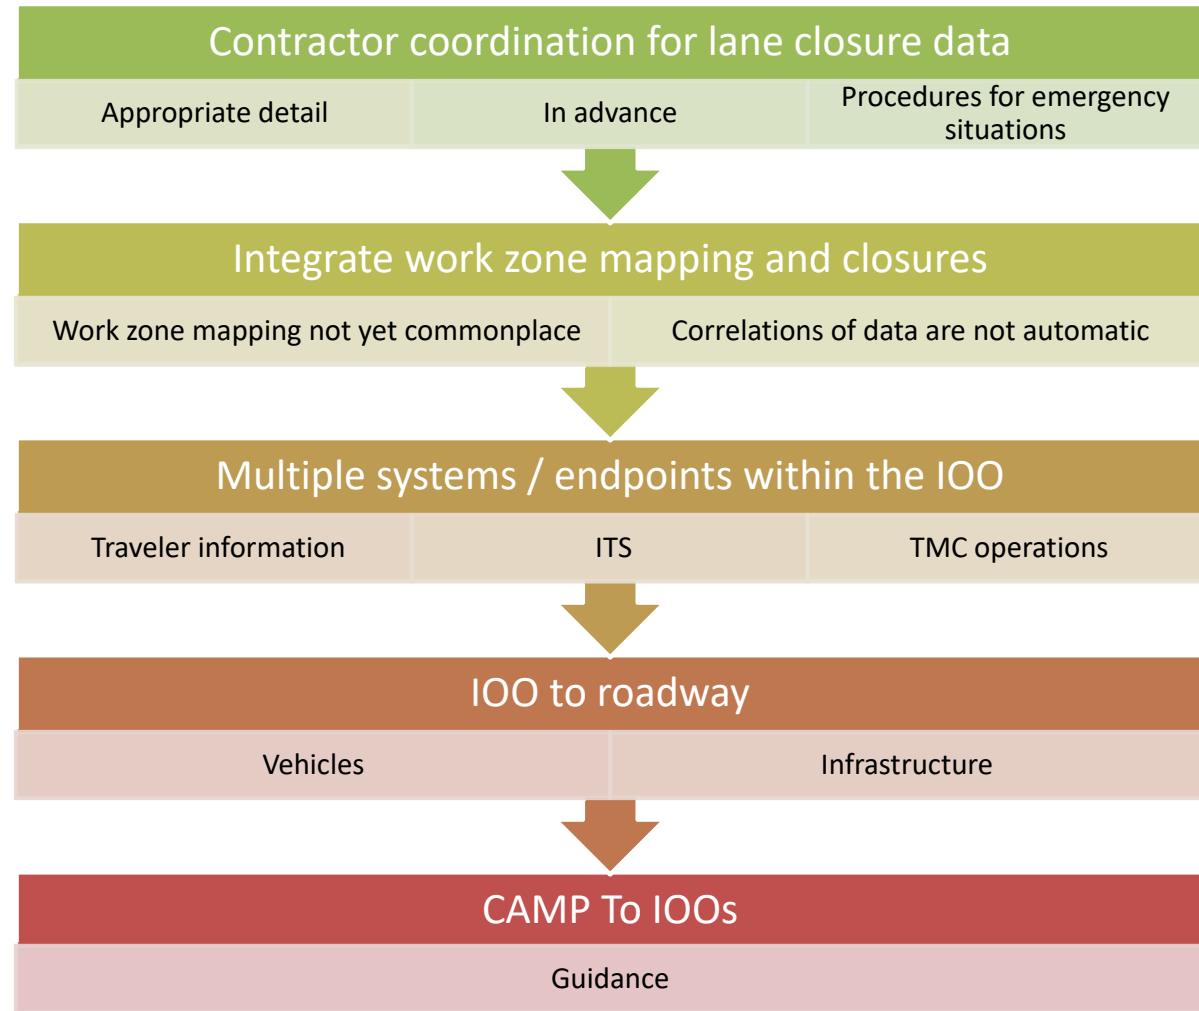 Contractor coordination for lane closure data
Appropriate detail
In advance
Procedures for emergency
situations
Integrate work zone mapping and closures
Work zone mapping not yet commonplace
Correlations of data are not automatic
Multiple systems / endpoints within the IOO
Traveler information
ITS
TMC operations
IOO to roadway
Vehicles
Infrastructure
CAMP To IOOs
Guidance